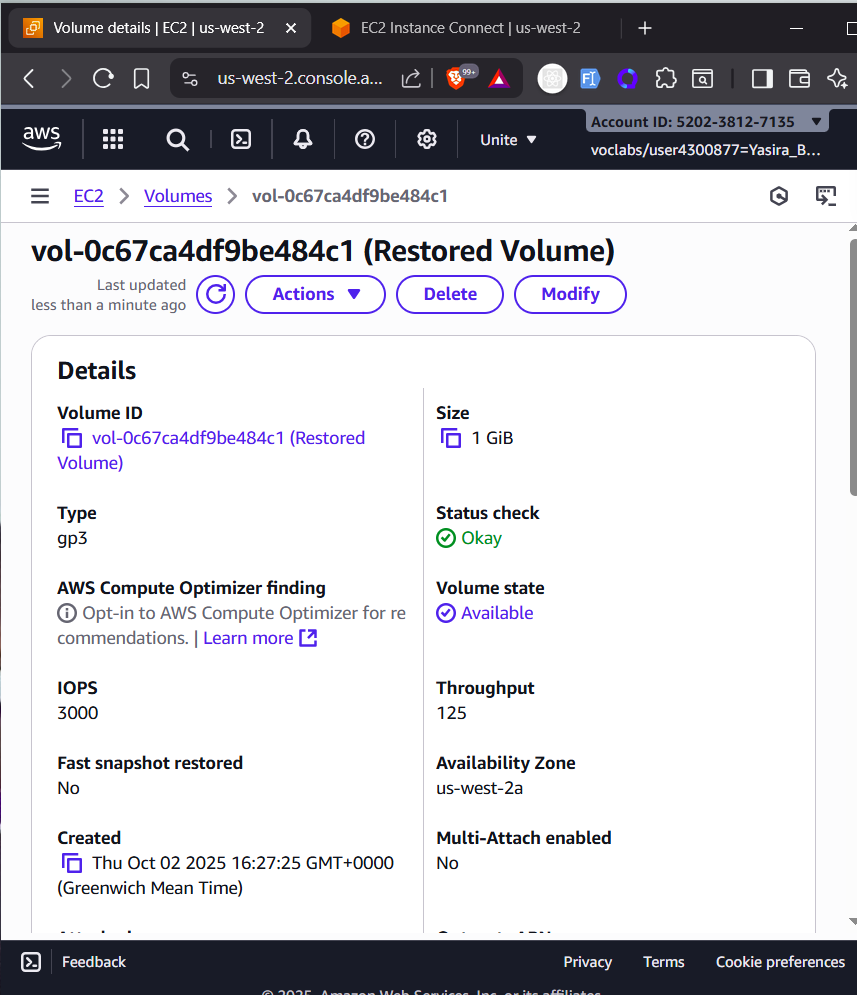 Volume details | EC2 | us-west-2
EC2 Instance Connect | us-west-2
us-west-2.console.a...
99+
aws
Unite
Account ID: 5202-3812-7135
voclabs/user4300877=Yasira_B...
EC2
Volumes
vol-0c67ca4df9be484c1
vol-0c67ca4df9be484c1 (Restored Volume)
Last updated
less than a minute ago
Actions
Delete
Modify
Details
Volume ID
vol-0c67ca4df9be484c1 (Restored
Volume)
Size
1 GiB
Type
gp3
Status check
Okay
AWS Compute Optimizer finding
Opt-in to AWS Compute Optimizer for re
commendations. | Learn more
Volume state
Available
IOPS
3000
Throughput
125
Fast snapshot restored
No
Availability Zone
us-west-2a
Created
Thu Oct 02 2025 16:27:25 GMT+0000
(Greenwich Mean Time)
Multi-Attach enabled
No
Feedback
Privacy
Terms
Cookie preferences
© 2025, Amazon Web Services, Inc. or its affiliates.